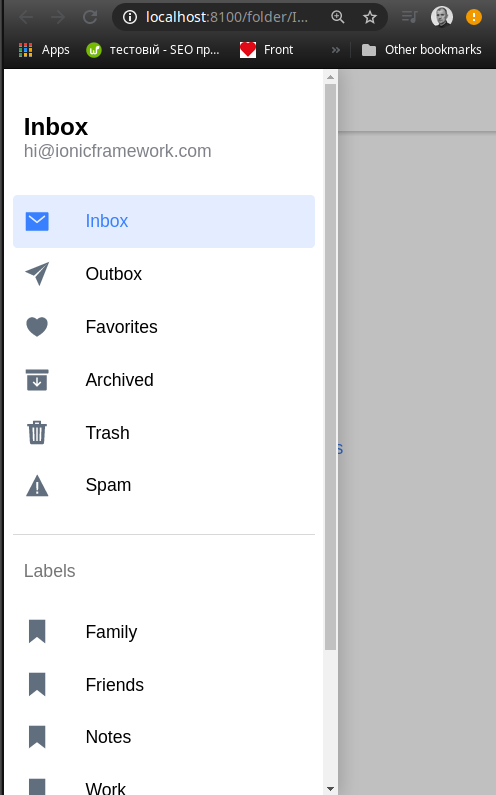 localhost:8100/folder/I...
Apps
тестовій - SEO пр...
Front
»
Other bookmarks
Inbox
hi@ionicframework.com
Inbox
Outbox
Favorites
Archived
Trash
Spam
s
Labels
Family
Friends
Notes
Work